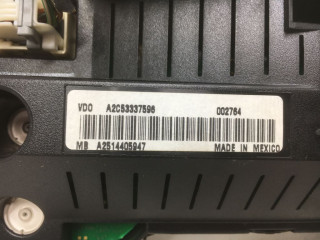 VDO A2C53337596 002764
MB A2514405947 MADE IN MEXICO